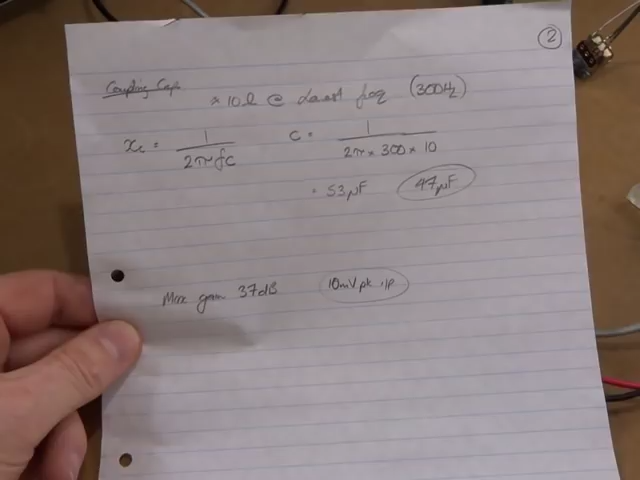 2
Coupling Caps
≈ 10Ω @ lowest freq (300Hz)
Xc = 1 / 2πfc    C = 1 / 2π × 300 × 10
= 53µF    47µF
Max gain 37dB    10mV pk i/p